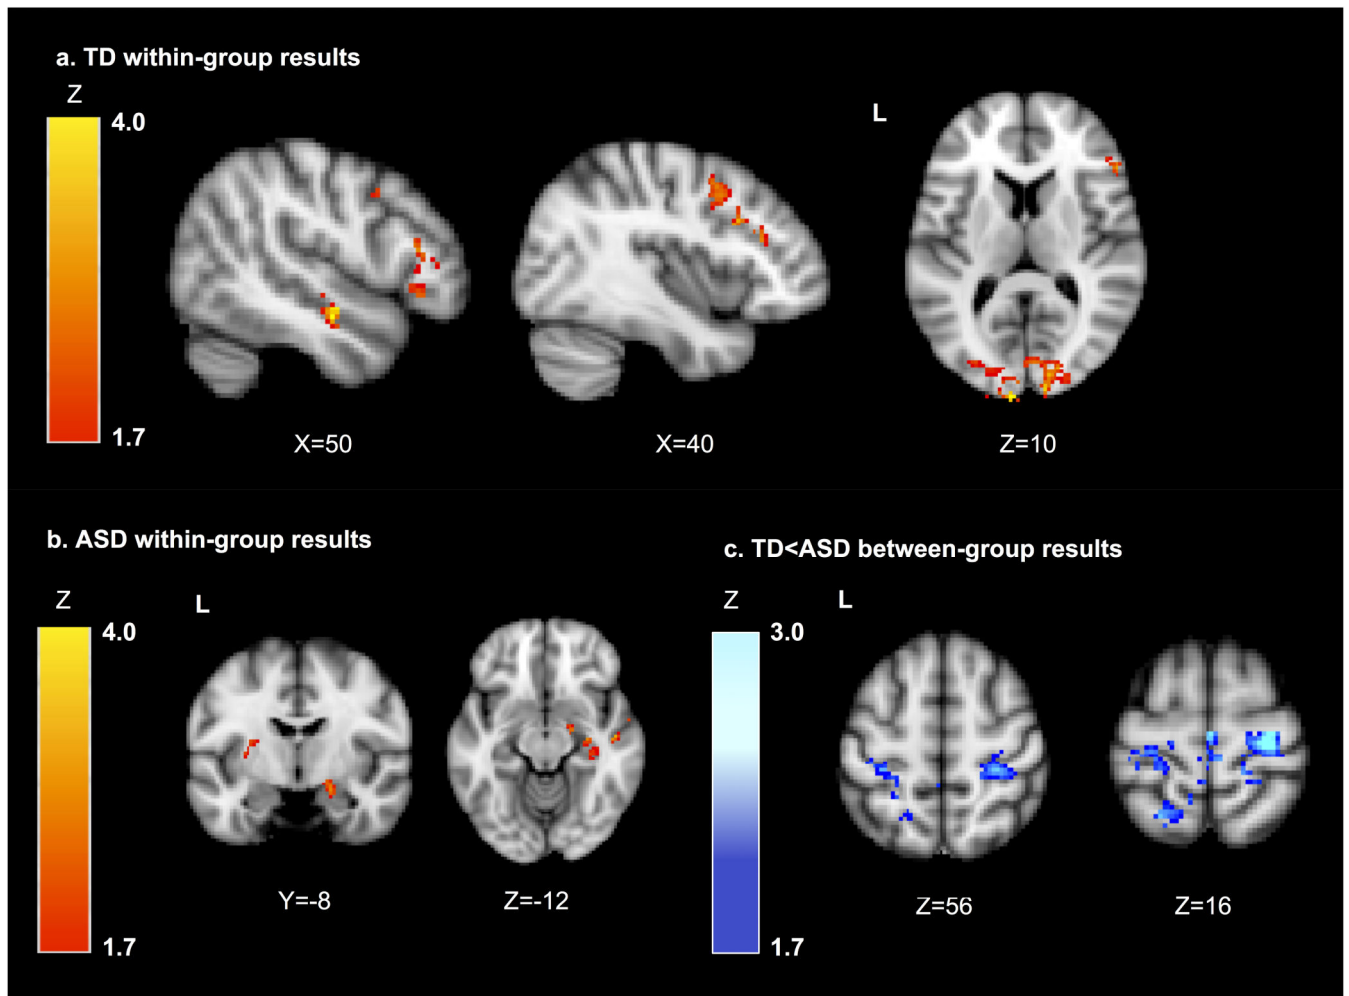 a. TD within-group results
Z
4.0
L
1.7
X=50
X=40
Z=10
b. ASD within-group results
Z
4.0
L
1.7
Y=-8
Z=-12
c. TD<ASD between-group results
Z
3.0
L
1.7
Z=56
Z=16